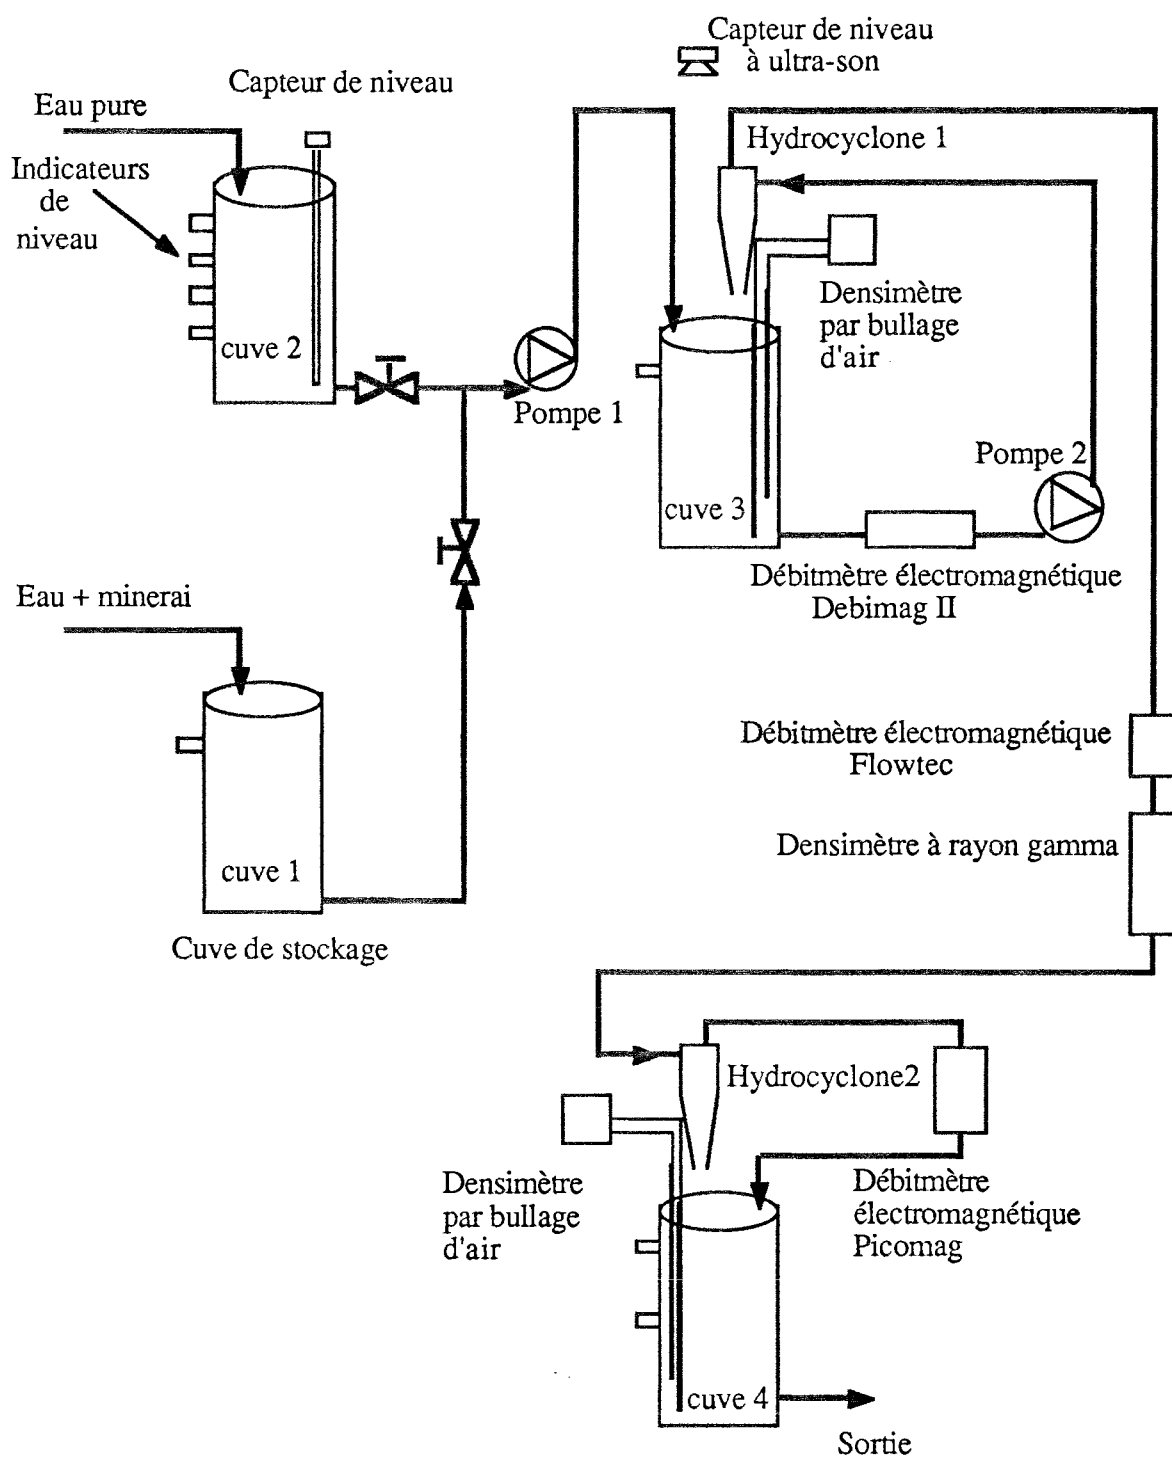 Capteur de niveau
à ultra-son
Capteur de niveau
Eau pure
Indicateurs
de
niveau
Hydrocyclone 1
Densimètre
par bullage
d'air
cuve 2
Pompe 1
Pompe 2
cuve 3
Débitmètre électromagnétique
Debimag II
Eau + minerai
Débitmètre électromagnétique
Flowtec
Densimètre à rayon gamma
cuve 1
Cuve de stockage
Hydrocyclone2
Densimètre
par bullage
d'air
Débitmètre
électromagnétique
Picomag
cuve 4
Sortie